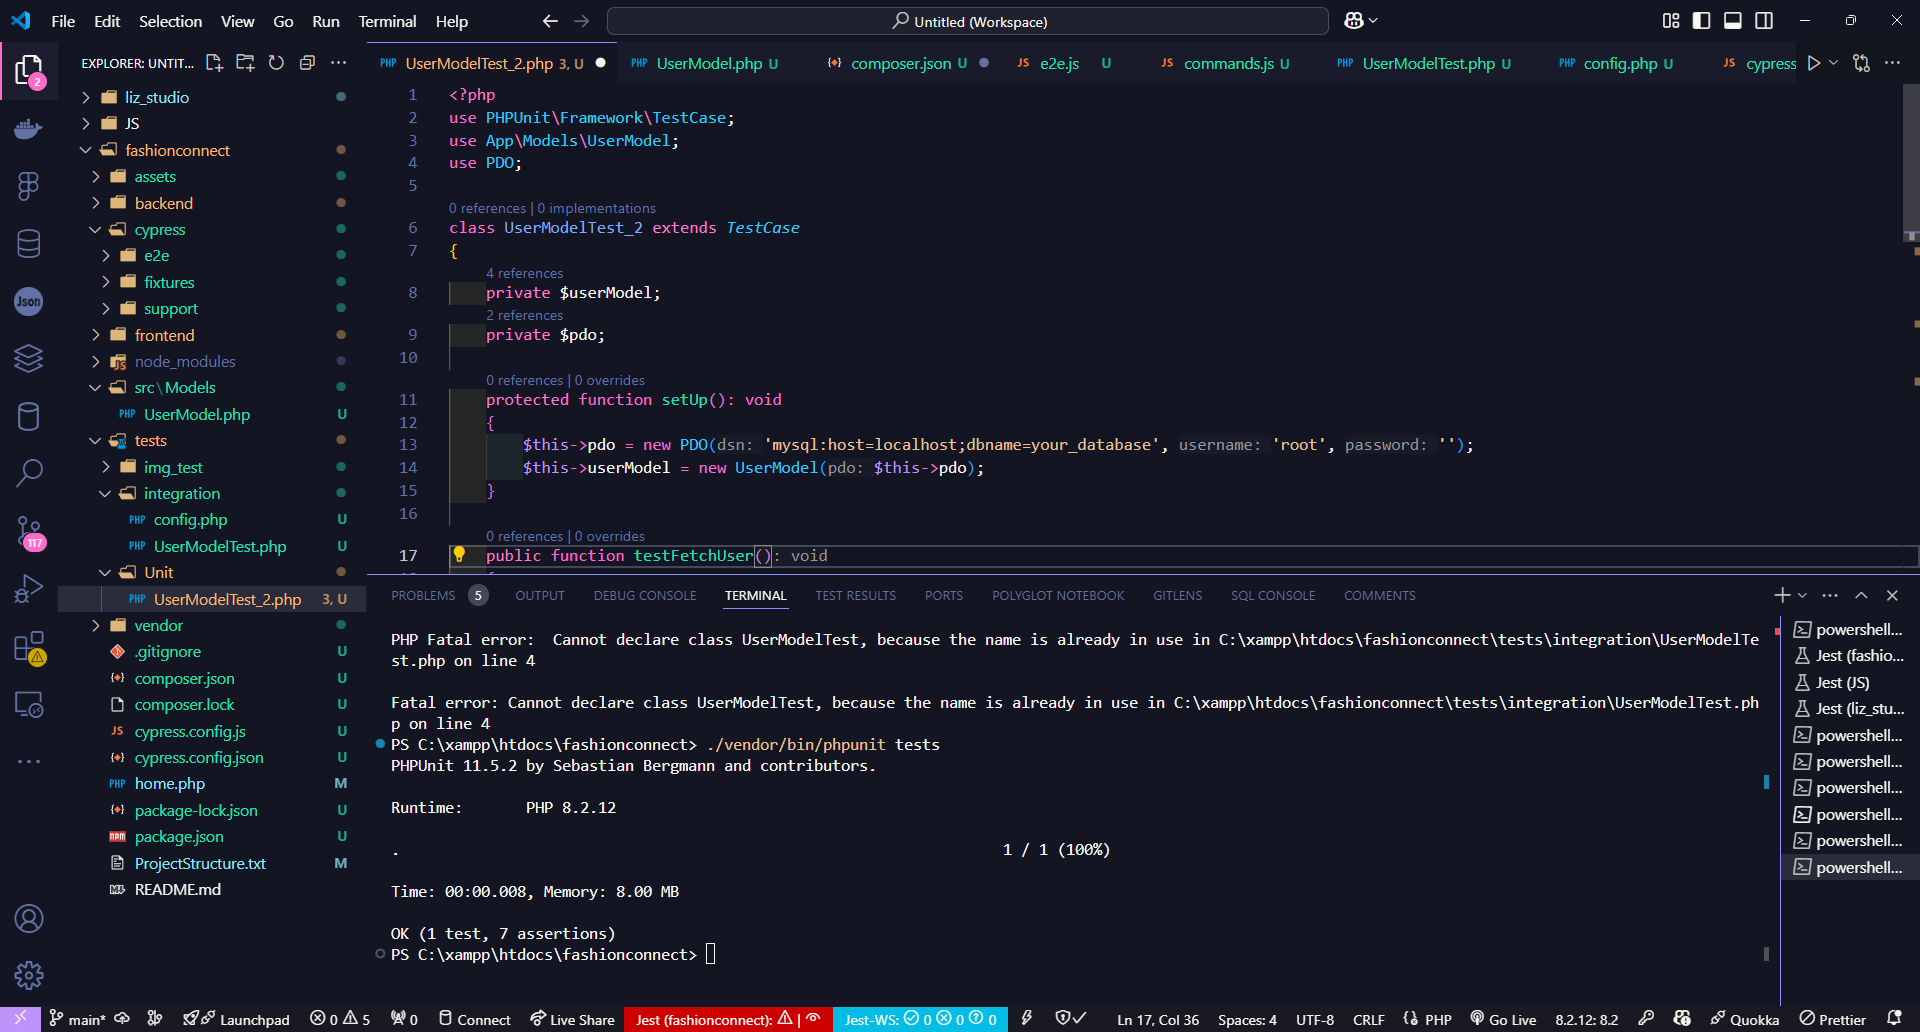 File Edit Selection View Go Run Terminal Help
Untitled (Workspace)
EXPLORER: UNTIT...
2
liz_studio
JS
fashionconnect
assets
backend
cypress
e2e
fixtures
support
frontend
node_modules
src\Models
PHP UserModel.php U
tests
img_test
integration
PHP config.php U
PHP UserModelTest.php U
Unit
PHP UserModelTest_2.php 3, U
vendor
.gitignore U
composer.json U
composer.lock U
JS cypress.config.js U
cypress.config.json U
PHP home.php M
package-lock.json U
package.json U
ProjectStructure.txt M
README.md
Json
117
PHP UserModelTest_2.php 3, U
PHP UserModel.php U
composer.json U
JS e2e.js U
JS commands.js U
PHP UserModelTest.php U
PHP config.php U
JS cypress
1 <?php
2 use PHPUnit\Framework\TestCase;
3 use App\Models\UserModel;
4 use PDO;
5
0 references | 0 implementations
6 class UserModelTest_2 extends TestCase
7 {
4 references
8 private $userModel;
2 references
9 private $pdo;
10
0 references | 0 overrides
11 protected function setUp(): void
12 {
13 $this->pdo = new PDO(dsn: 'mysql:host=localhost;dbname=your_database', username: 'root', password: '');
14 $this->userModel = new UserModel(pdo: $this->pdo);
15 }
16
0 references | 0 overrides
17 public function testFetchUser(): void
PROBLEMS 5 OUTPUT DEBUG CONSOLE TERMINAL TEST RESULTS PORTS POLYGLOT NOTEBOOK GITLENS SQL CONSOLE COMMENTS
PHP Fatal error:  Cannot declare class UserModelTest, because the name is already in use in C:\xampp\htdocs\fashionconnect\tests\integration\UserModelTe
st.php on line 4
Fatal error: Cannot declare class UserModelTest, because the name is already in use in C:\xampp\htdocs\fashionconnect\tests\integration\UserModelTest.ph
p on line 4
PS C:\xampp\htdocs\fashionconnect> ./vendor/bin/phpunit tests
PHPUnit 11.5.2 by Sebastian Bergmann and contributors.
Runtime:       PHP 8.2.12
. 1 / 1 (100%)
Time: 00:00.008, Memory: 8.00 MB
OK (1 test, 7 assertions)
PS C:\xampp\htdocs\fashionconnect>
powershell...
Jest (fashio...
Jest (JS)
Jest (liz_stu...
powershell...
powershell...
powershell...
powershell...
powershell...
powershell...
main* Launchpad 0 5 0 Connect Live Share Jest (fashionconnect): | Jest-WS: 0 0 0 Ln 17, Col 36 Spaces: 4 UTF-8 CRLF PHP Go Live 8.2.12: 8.2 Quokka Prettier